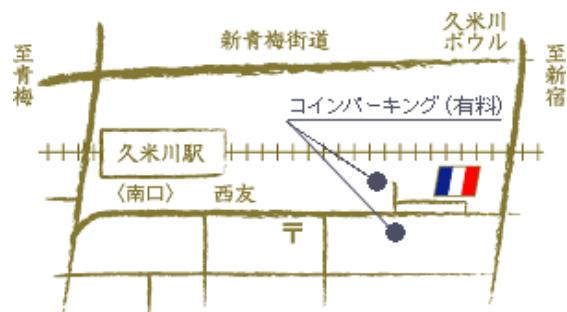 久米川
ボウル
新青梅街道
至青梅
至新宿
コインパーキング(有料)
久米川駅
〈南口〉
西友
〒